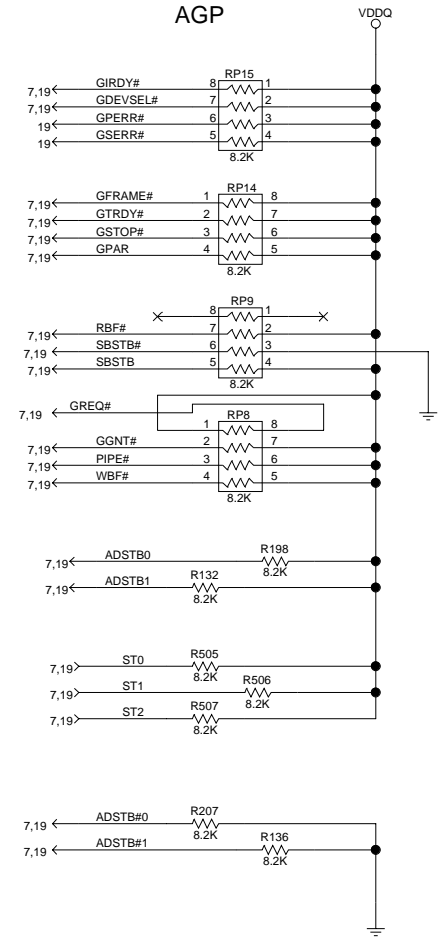 AGP
VDDQ
RP15
7,19 GIRDY# 8 1
7,19 GDEVSEL# 7 2
19 GPERR# 6 3
19 GSERR# 5 4
8.2K
RP14
7,19 GFRAME# 1 8
7,19 GTRDY# 2 7
7,19 GSTOP# 3 6
7,19 GPAR 4 5
8.2K
RP9
8 1
7,19 RBF# 7 2
7,19 SBSTB# 6 3
7,19 SBSTB 5 4
8.2K
7,19 GREQ#
RP8
1 8
7,19 GGNT# 2 7
7,19 PIPE# 3 6
7,19 WBF# 4 5
8.2K
7,19 ADSTB0 R198
8.2K
7,19 ADSTB1 R132
8.2K
7,19 ST0 R505
8.2K
7,19 ST1 R506
8.2K
7,19 ST2 R507
8.2K
7,19 ADSTB#0 R207
8.2K
7,19 ADSTB#1 R136
8.2K